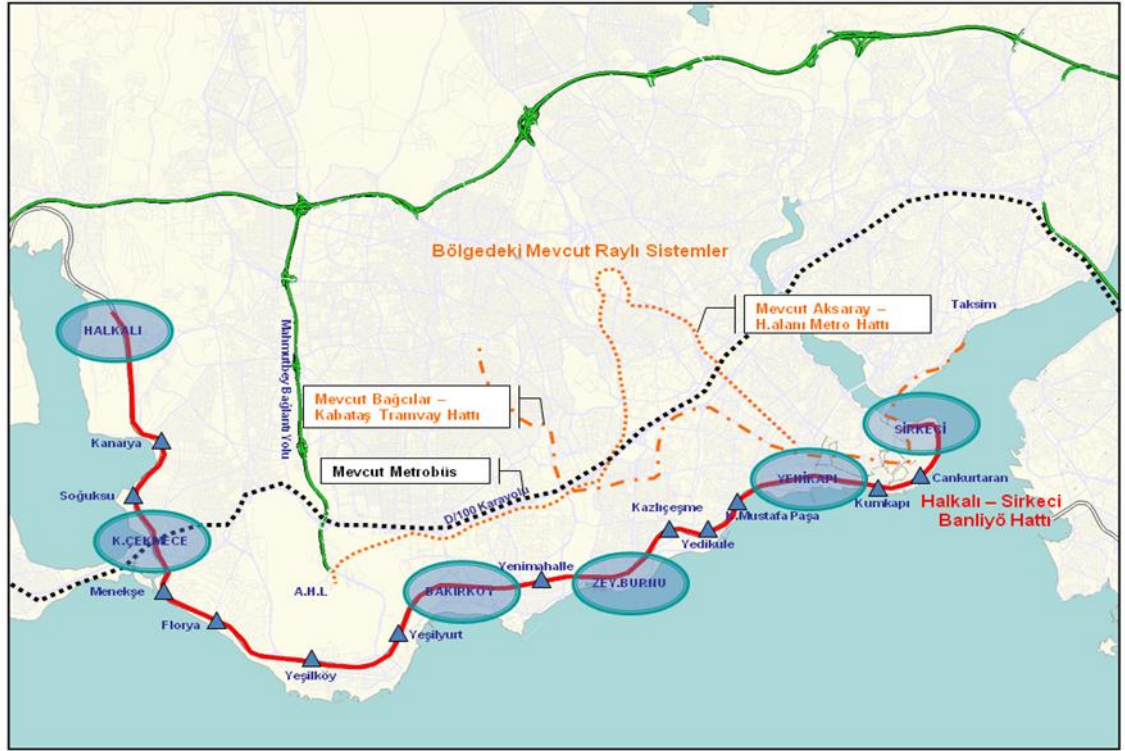 Bölgedeki Mevcut Raylı Sistemler
Mevcut Aksaray –
H.alanı Metro Hattı
Taksim
HALKALI
Mahmutbey Bağlantı Yolu
Mevcut Bağcılar –
Kabataş Tramvay Hattı
SİRKECİ
Kanarya
Mevcut Metrobüs
YENİKAPI
Cankurtaran
Soğuksu
D/100 Karayolu
Kazlıçeşme
K.Mustafa Paşa
Kumkapı
Halkalı – Sirkeci
Banliyö Hattı
K.ÇEKMECE
Yedikule
Yenimahalle
Menekşe
A.H.L
BAKIRKÖY
ZEY.BURNU
Florya
Yeşilyurt
Yeşilköy